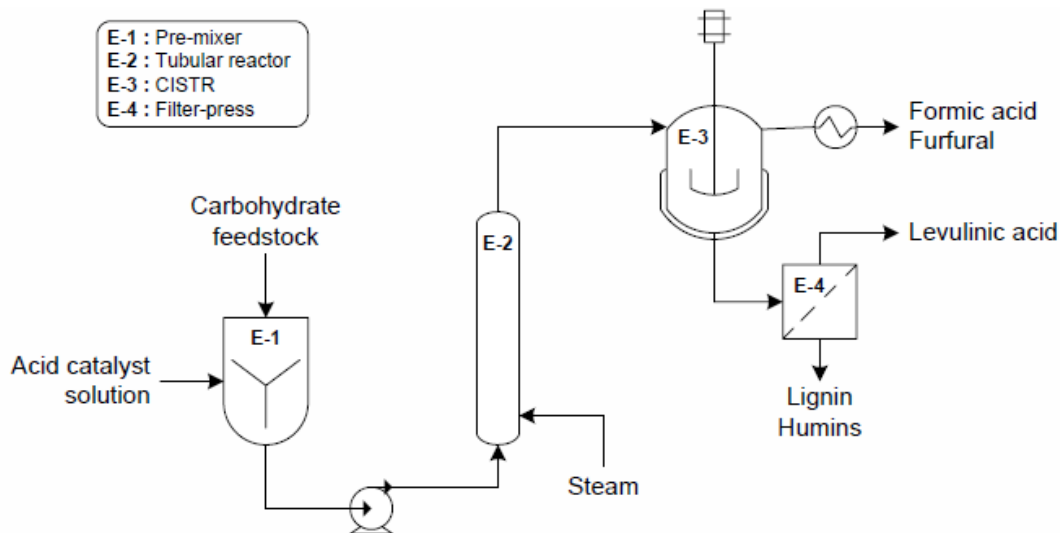 E-1 : Pre-mixer
E-2 : Tubular reactor
E-3 : CISTR
E-4 : Filter-press
E-3
Formic acid
Furfural
Carbohydrate
feedstock
E-2
Levulinic acid
E-4
E-1
Acid catalyst
solution
Lignin
Humins
Steam